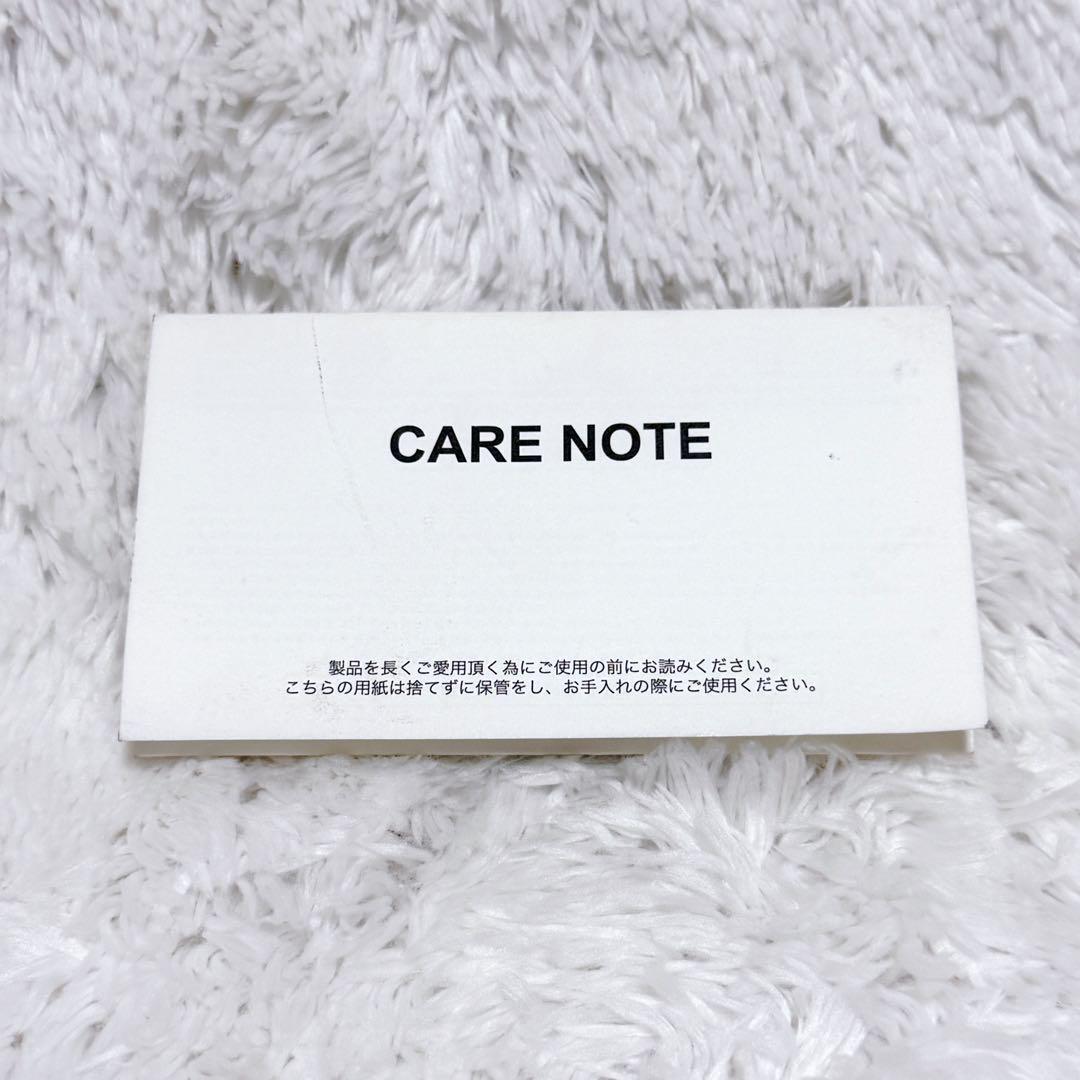 CARE NOTE
製品を長くご愛用頂く為にご使用の前にお読みください。
こちらの用紙は捨てずに保管をし、お手入れの際にご使用ください。